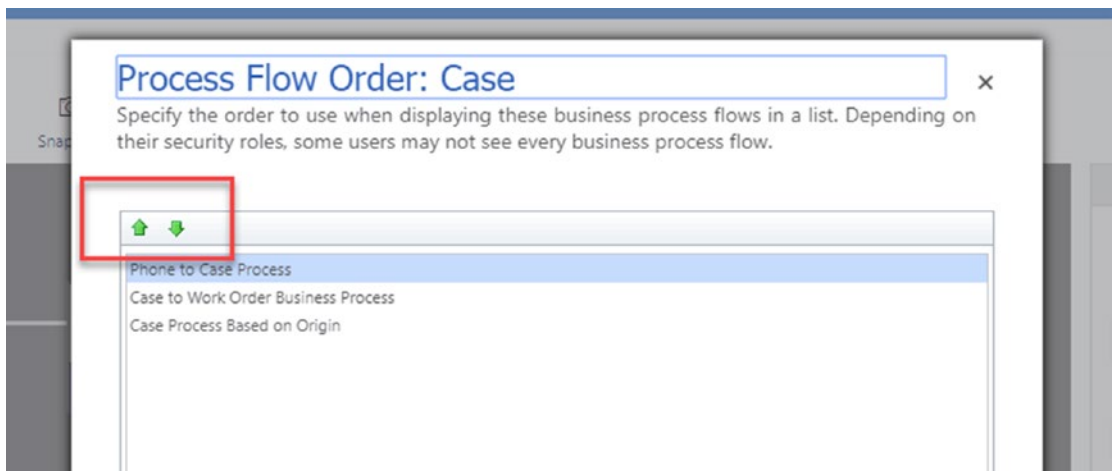 Process Flow Order: Case
Specify the order to use when displaying these business process flows in a list. Depending on
Snap
their security roles, some users may not see every business process flow.
Phone to Case Process
Case to Work Order Business Process
Case Process Based on Origin